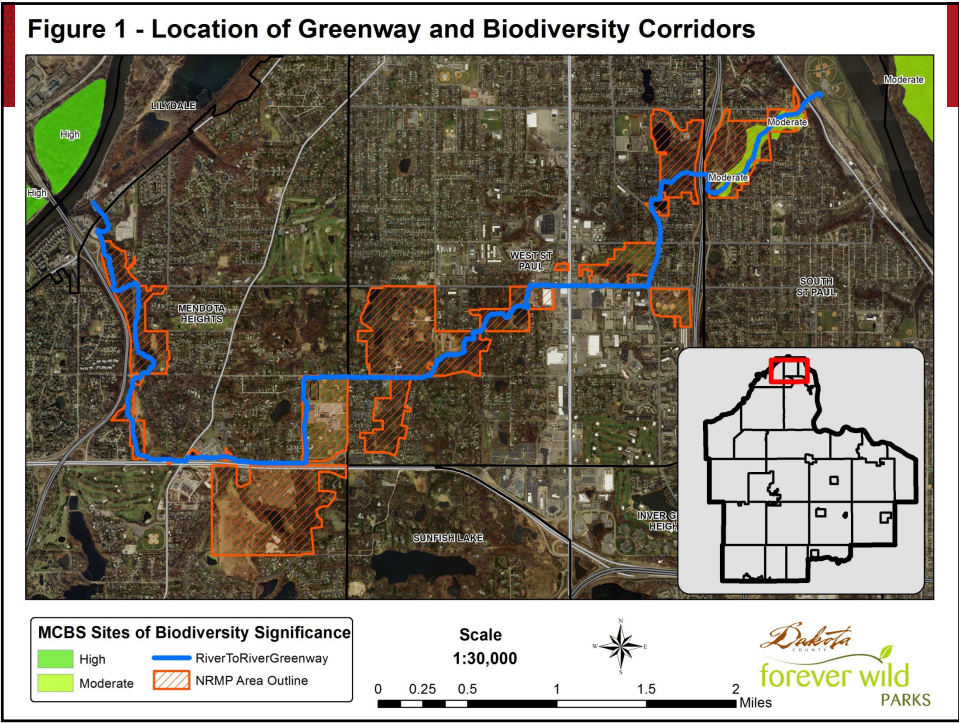 Figure 1 - Location of Greenway and Biodiversity Corridors
LILYDALE
High
High
Moderate
Moderate
Moderate
WEST ST
PAUL
SOUTH
ST PAUL
MENDOTA
HEIGHTS
INVER G
HEIGH
SUNFISH LAKE
MCBS Sites of Biodiversity Significance
High
RiverToRiverGreenway
Moderate
NRMP Area Outline
Scale
1:30,000
N
W
E
S
0 0.25 0.5 1 1.5 2
Miles
Dakota
COUNTY
forever wild
PARKS